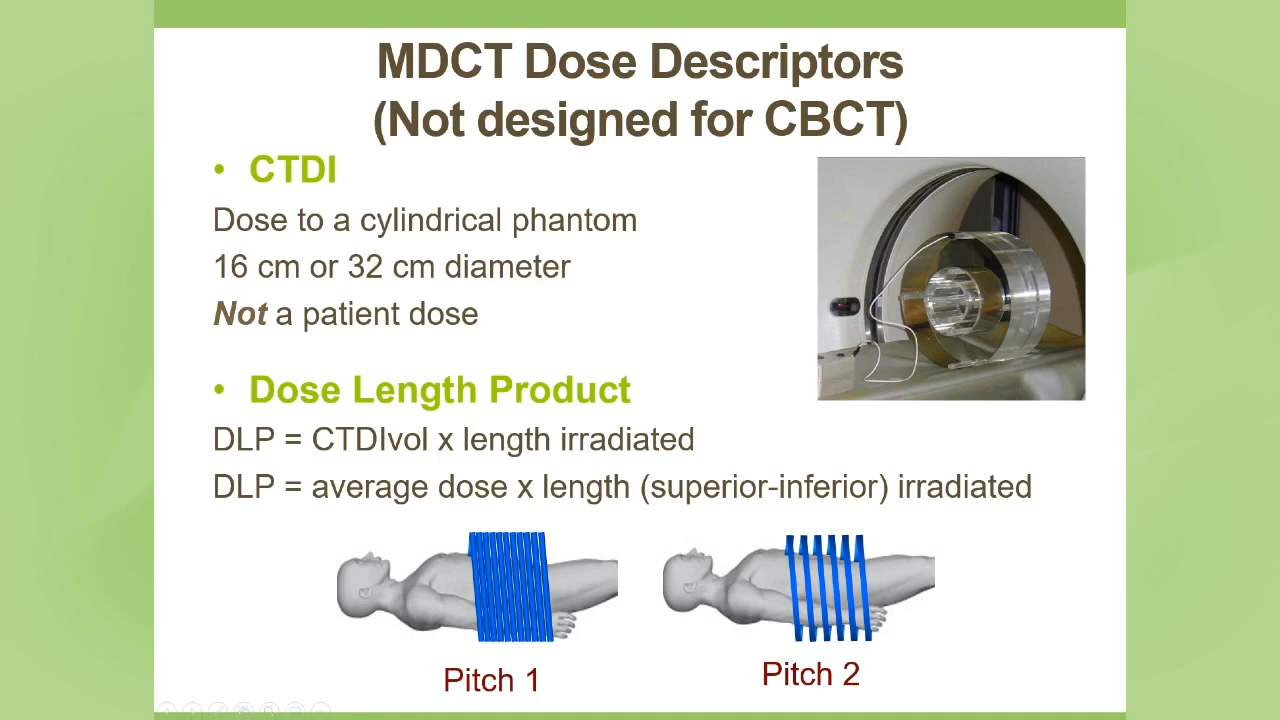 MDCT Dose Descriptors
(Not designed for CBCT)
• CTDI
Dose to a cylindrical phantom
16 cm or 32 cm diameter
Not a patient dose
• Dose Length Product
DLP = CTDIvol x length irradiated
DLP = average dose x length (superior-inferior) irradiated
Pitch 1
Pitch 2